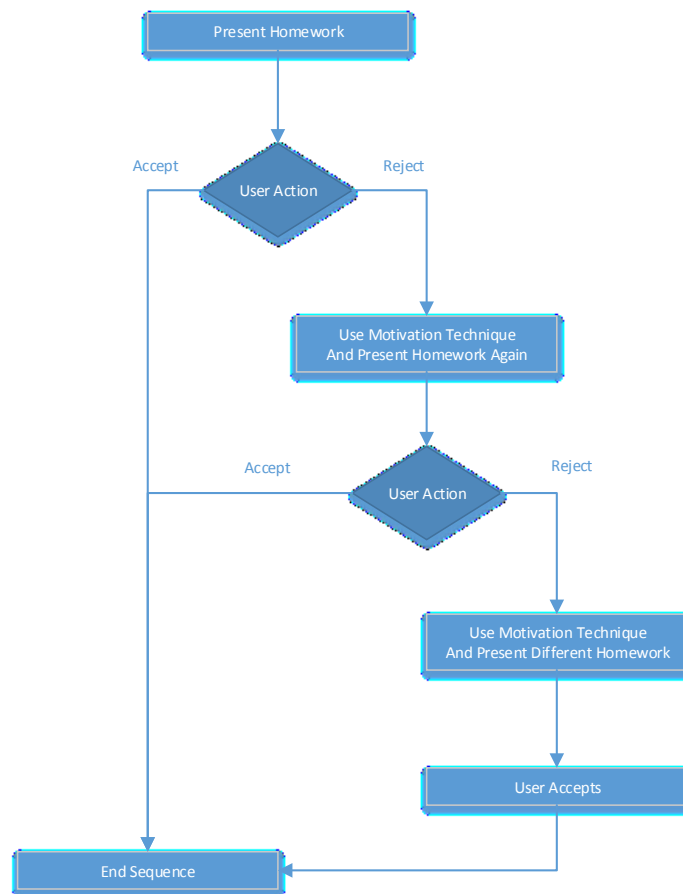 Present Homework
Accept
Reject
User Action
Use Motivation Technique
And Present Homework Again
Accept
Reject
User Action
Use Motivation Technique
And Present Different Homework
User Accepts
End Sequence